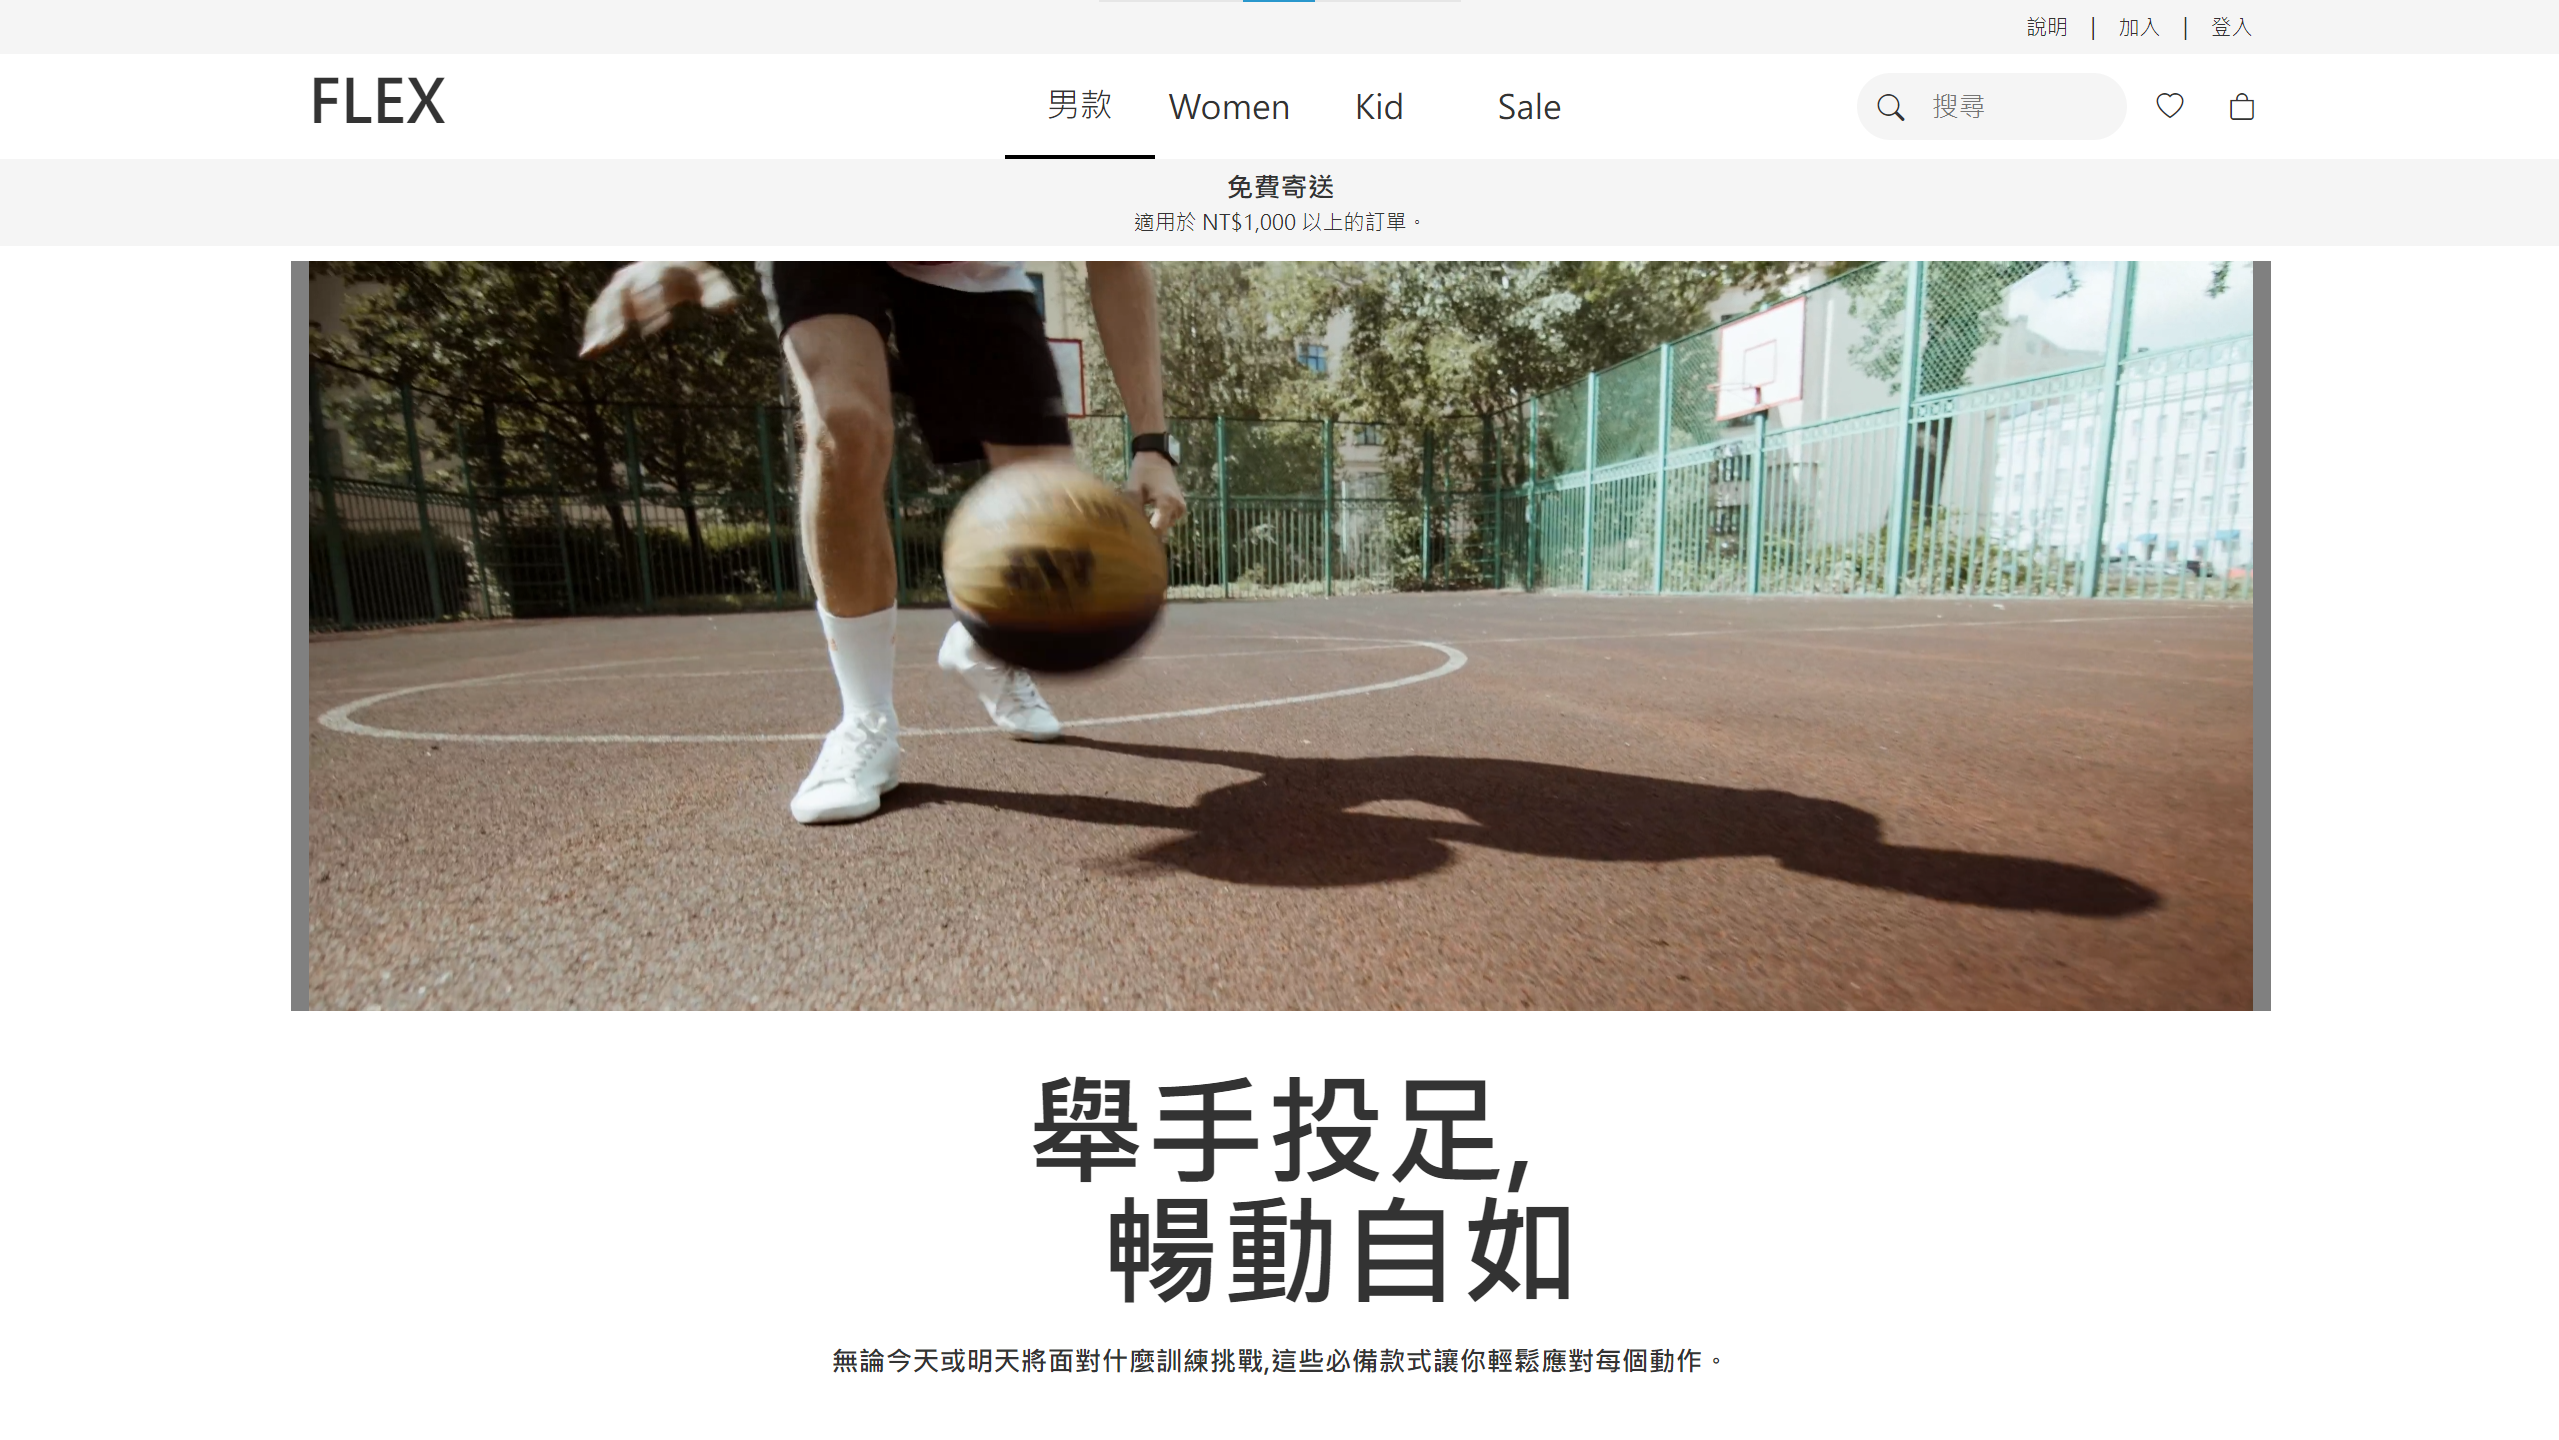 說明 | 加入 | 登入
FLEX
男款 Women Kid Sale
搜尋
免費寄送
適用於 NT$1,000 以上的訂單。
舉手投足,
暢動自如
無論今天或明天將面對什麼訓練挑戰,這些必備款式讓你輕鬆應對每個動作。